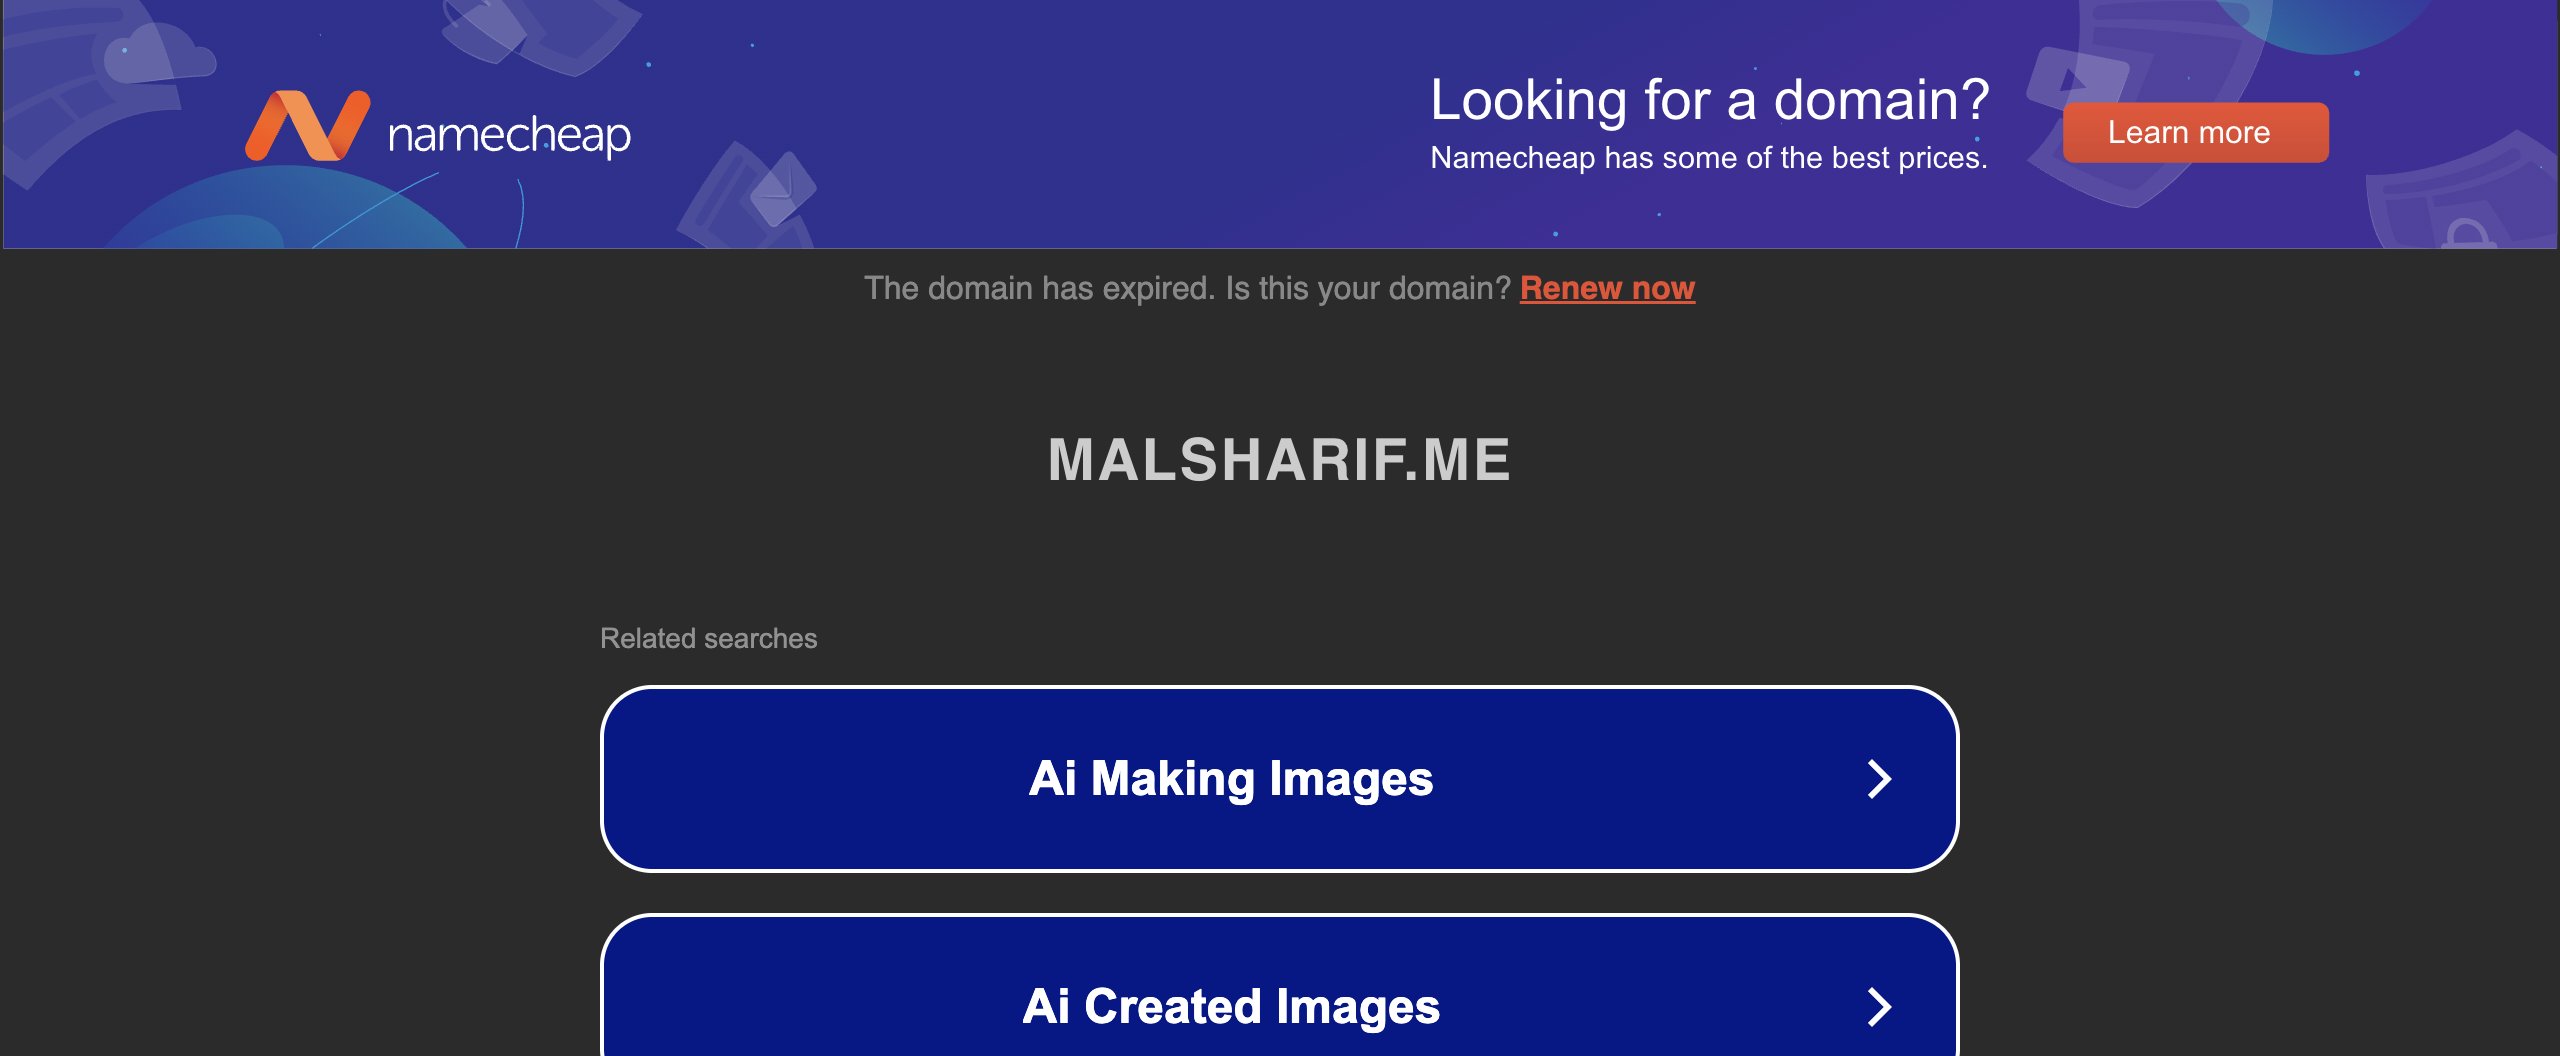 namecheap
Looking for a domain?
Namecheap has some of the best prices.
Learn more
The domain has expired. Is this your domain? Renew now
MALSHARIF.ME
Related searches
Ai Making Images
Ai Created Images